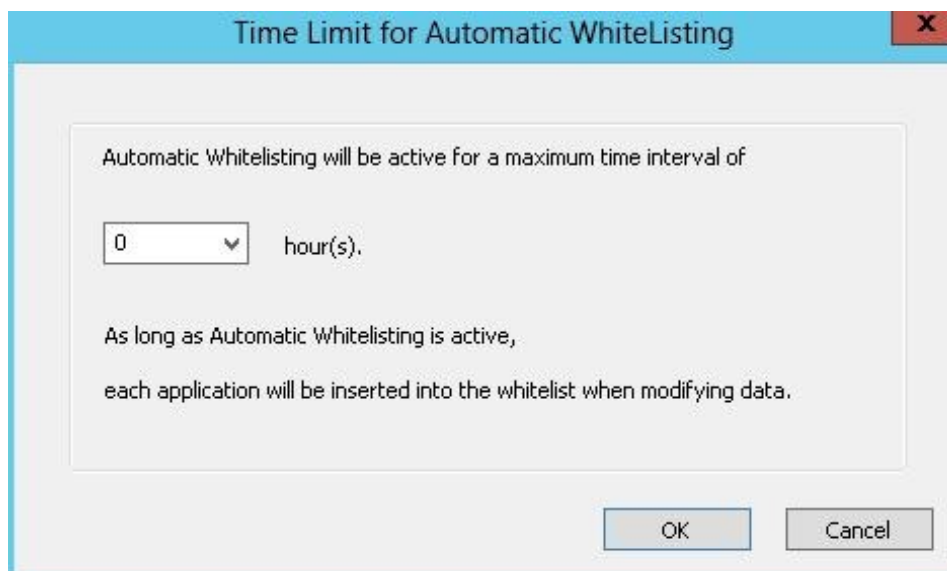 Time Limit for Automatic WhiteListing
x
Automatic Whitelisting will be active for a maximum time interval of
0 hour(s).
As long as Automatic Whitelisting is active,
each application will be inserted into the whitelist when modifying data.
OK Cancel